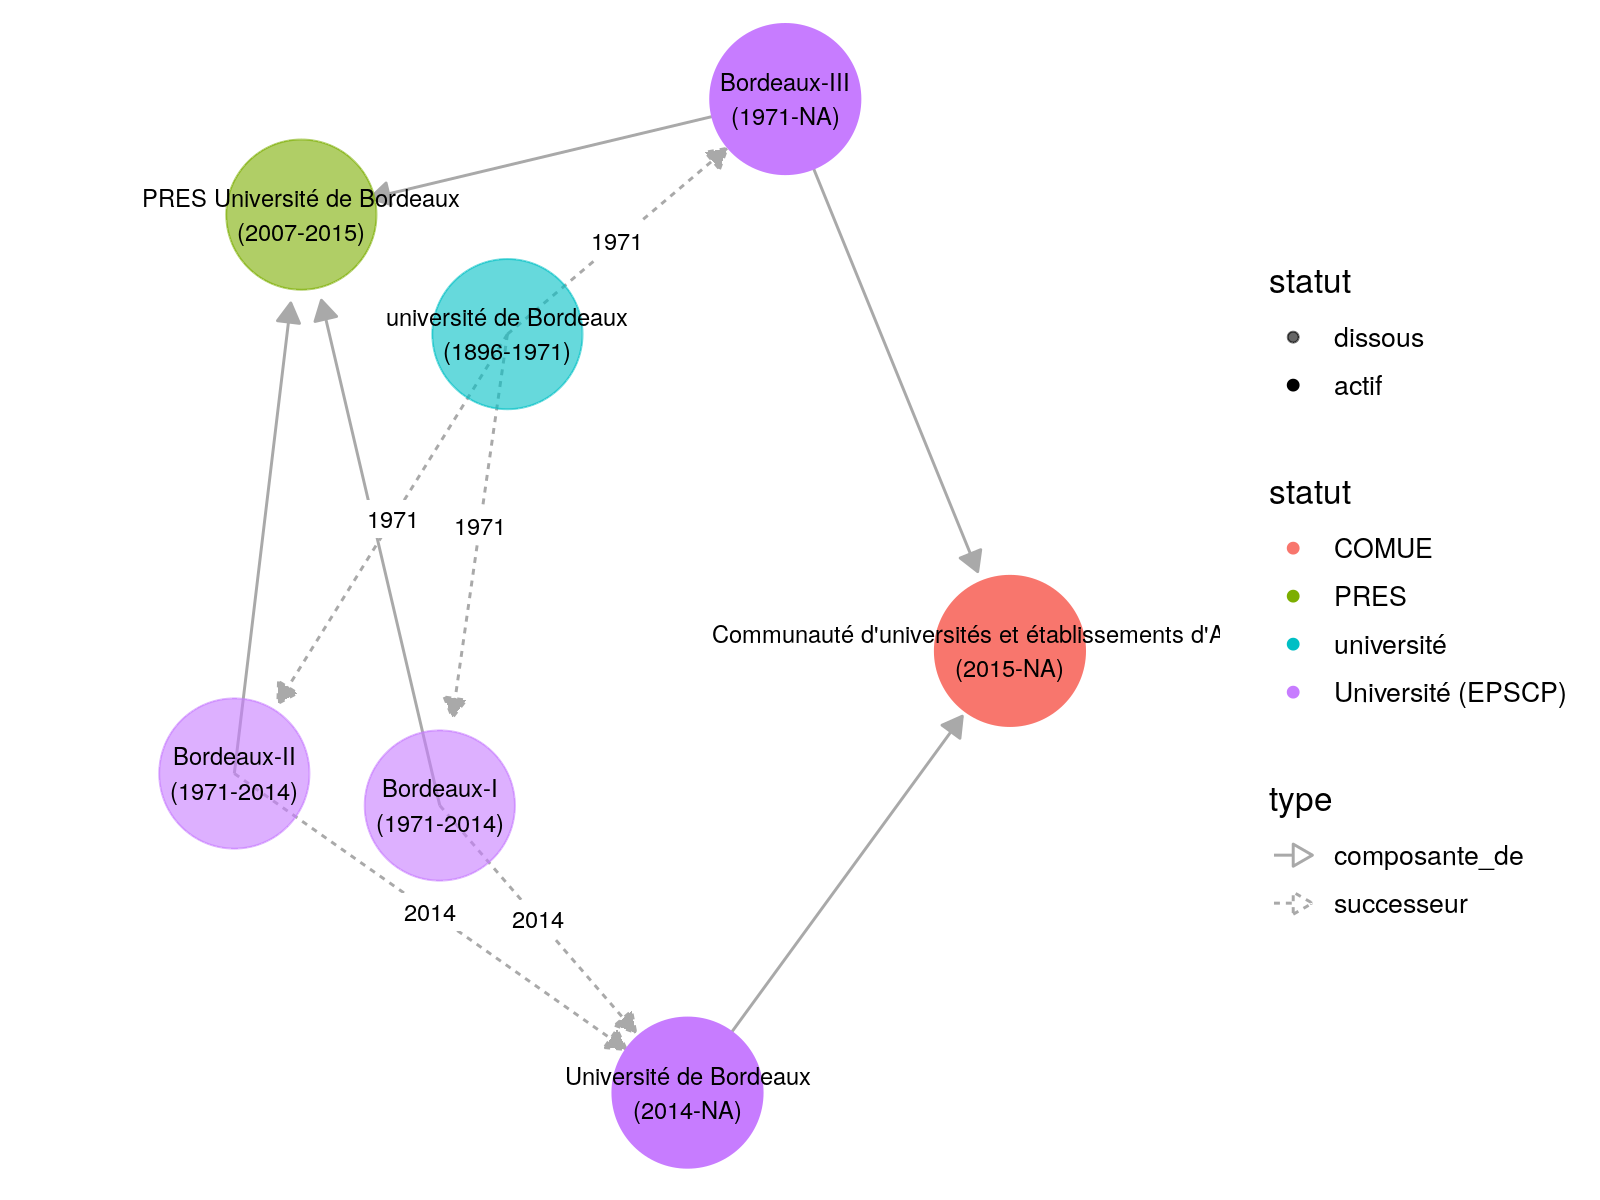 Bordeaux-III
(1971-NA)
PRES Université de Bordeaux
(2007-2015)
1971
université de Bordeaux
(1896-1971)
1971
1971
Communauté d'universités et établissements d'A
(2015-NA)
Bordeaux-II
(1971-2014)
Bordeaux-I
(1971-2014)
2014
2014
Université de Bordeaux
(2014-NA)
statut
dissous
actif
statut
COMUE
PRES
université
Université (EPSCP)
type
composante_de
successeur